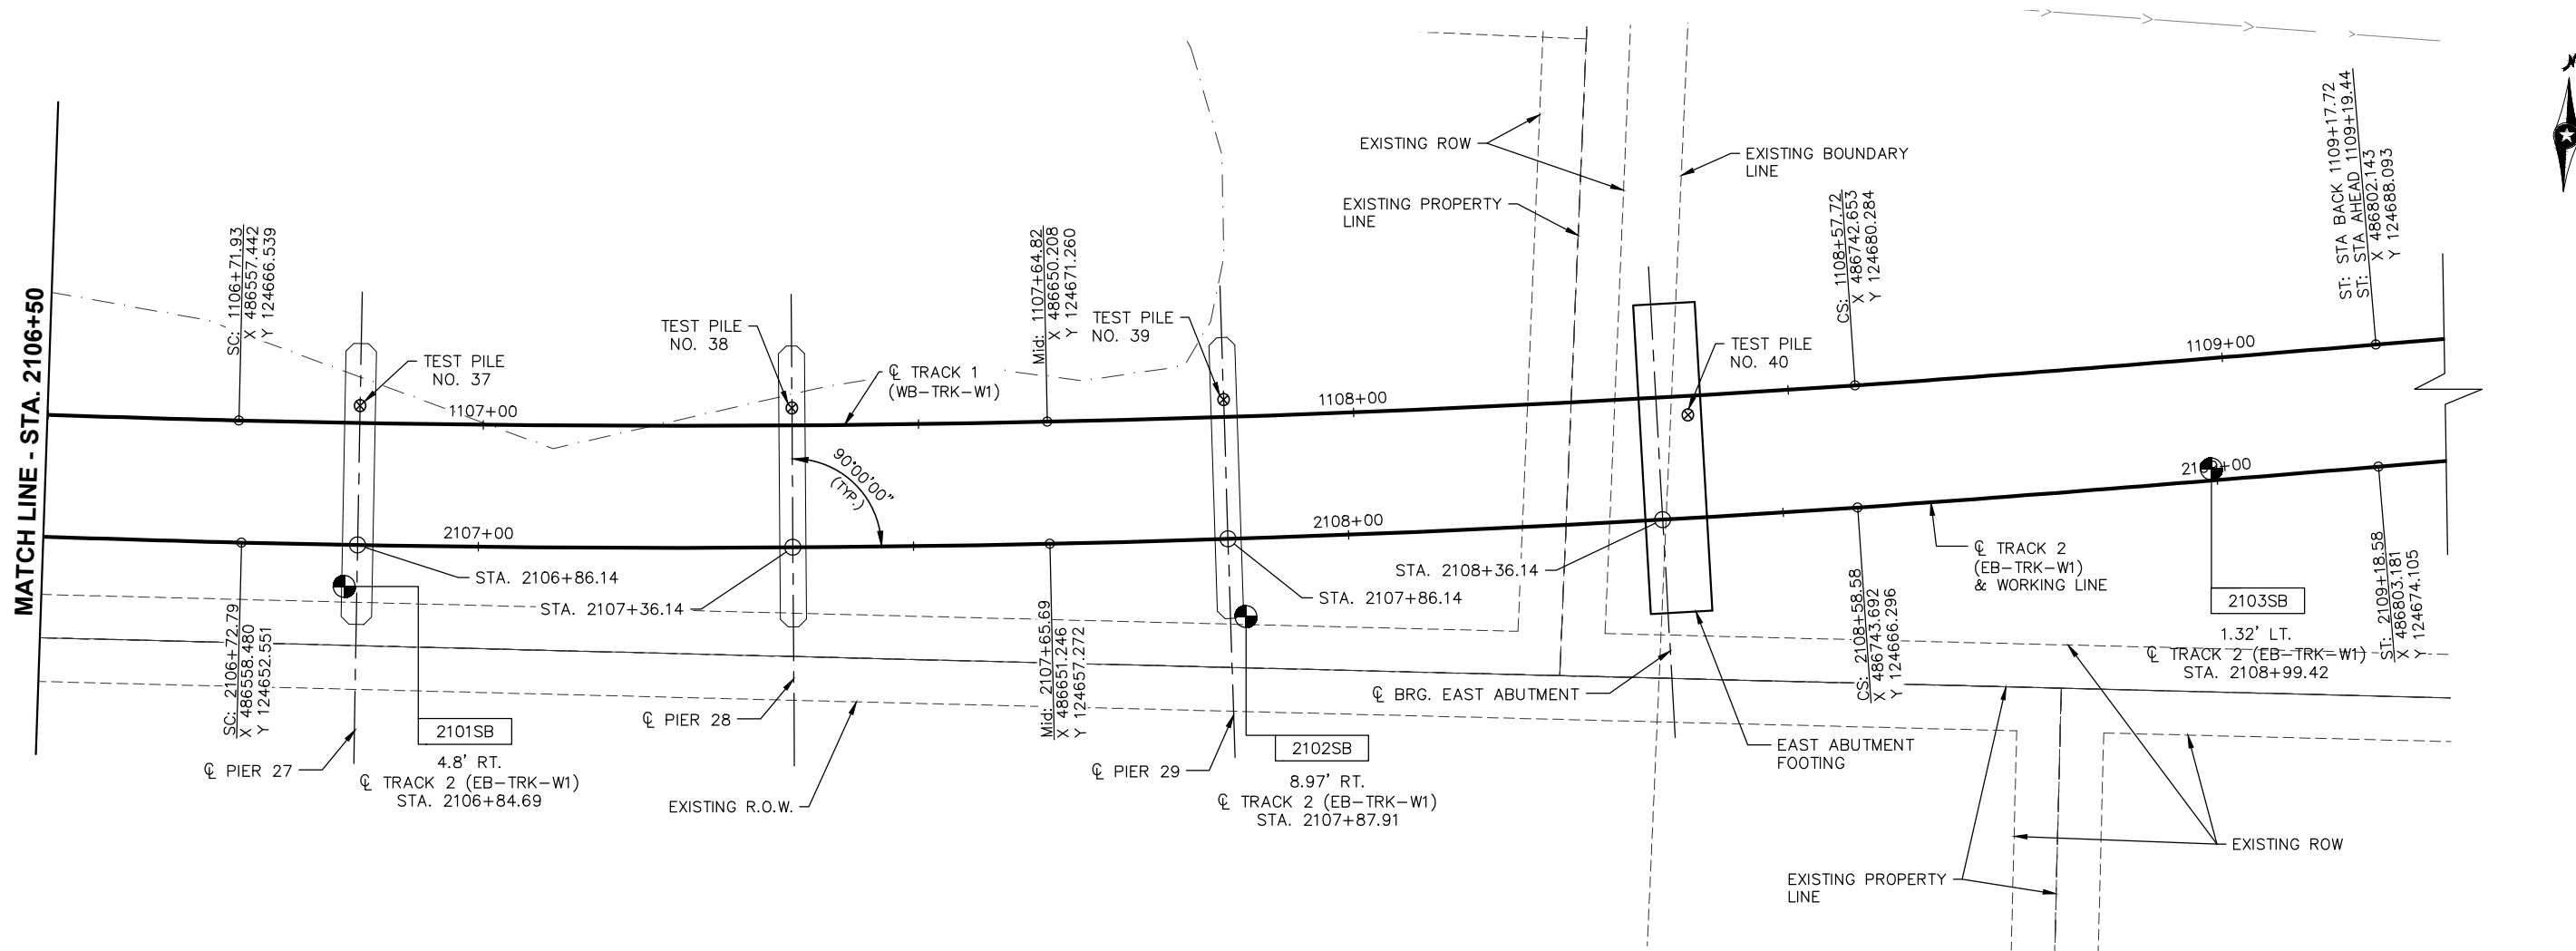 MATCH LINE - STA. 2106+50
SC: 1106+71.93
X 486557.442
Y 124666.539
TEST PILE
NO. 37
1107+00
TEST PILE
NO. 38
℄ TRACK 1
(WB-TRK-W1)
Mid: 1107+64.82
X 486650.208
Y 124671.260
TEST PILE
NO. 39
1108+00
EXISTING ROW
EXISTING PROPERTY
LINE
EXISTING BOUNDARY
LINE
TEST PILE
NO. 40
CS: 1108+57.72
X 486742.653
Y 124680.284
1109+00
ST: STA BACK 1109+17.72
ST: STA AHEAD 1109+19.44
X 486802.143
Y 124688.093
N
90°00'00"
(TYP.)
2107+00
2108+00
STA. 2106+86.14
STA. 2107+36.14
STA. 2107+86.14
STA. 2108+36.14
℄ TRACK 2
(EB-TRK-W1)
& WORKING LINE
SC: 2106+72.79
X 486558.480
Y 124652.551
Mid: 2107+65.69
X 486651.246
Y 124657.272
CS: 2108+58.58
X 486743.692
Y 124666.296
ST: 2109+18.58
X 486803.181
Y 124674.105
℄ PIER 27
2101SB
4.8' RT.
℄ TRACK 2 (EB-TRK-W1)
STA. 2106+84.69
℄ PIER 28
EXISTING R.O.W.
℄ PIER 29
2102SB
8.97' RT.
℄ TRACK 2 (EB-TRK-W1)
STA. 2107+87.91
℄ BRG. EAST ABUTMENT
EAST ABUTMENT
FOOTING
2103SB
1.32' LT.
℄ TRACK 2 (EB-TRK-W1)
STA. 2108+99.42
EXISTING ROW
EXISTING PROPERTY
LINE